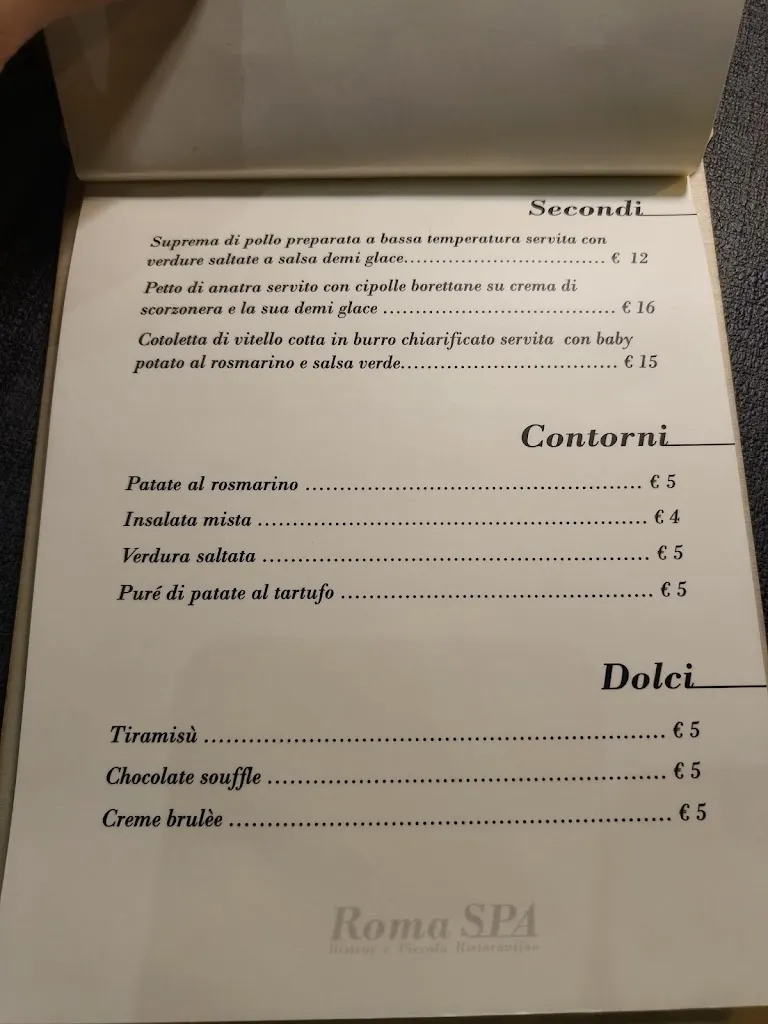 Secondi
Suprema di pollo preparata a bassa temperatura servita con
verdure saltate a salsa demi glace.................................. € 12
Petto di anatra servito con cipolle borettane su crema di
scorzonera e la sua demi glace ..................................... € 16
Cotoletta di vitello cotta in burro chiarificato servita con baby
potato al rosmarino e salsa verde................................... € 15
Contorni
Patate al rosmarino ................................................ € 5
Insalata mista ..................................................... € 4
Verdura saltata .................................................... € 5
Puré di patate al tartufo .......................................... € 5
Dolci
Tiramisù ........................................................... € 5
Chocolate souffle .................................................. € 5
Creme brulèe ....................................................... € 5
Roma SPA
Bistrot e Piccolo Ristorantino